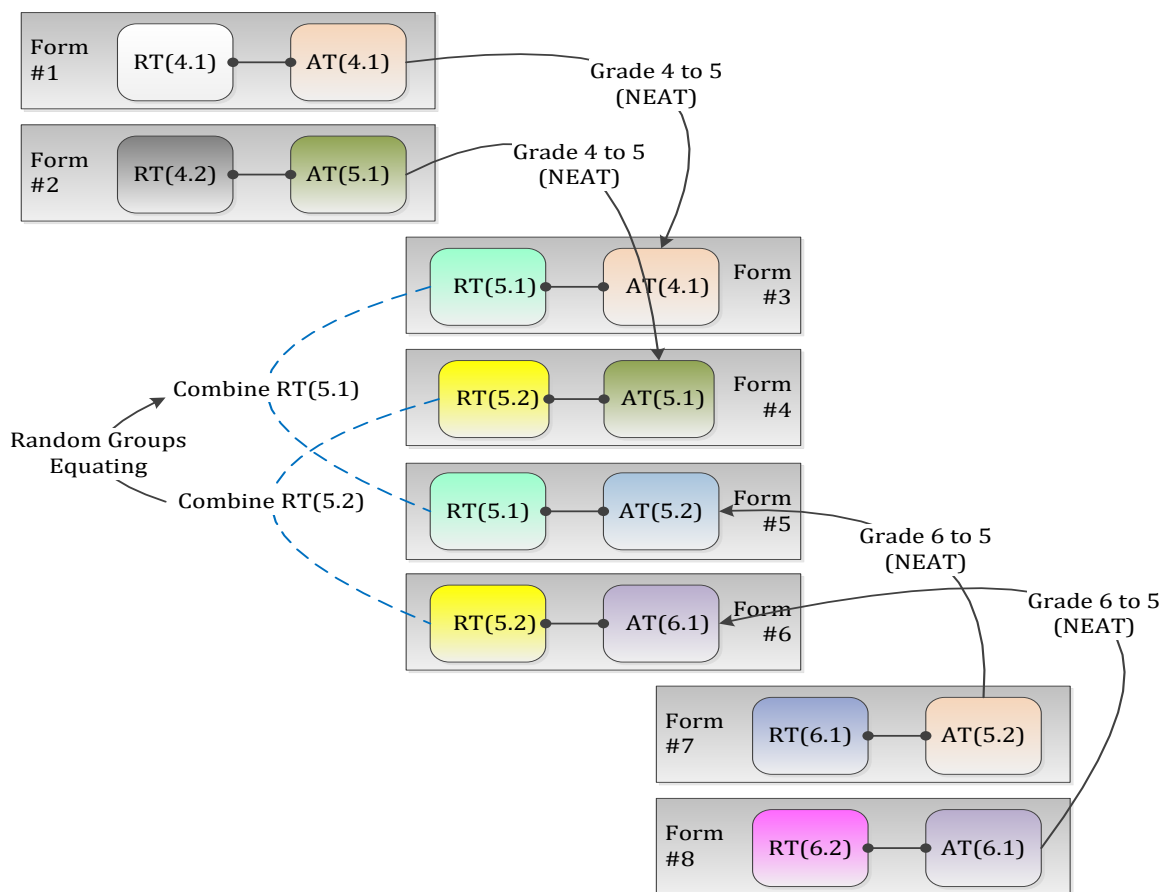 Form
#1
RT(4.1)
AT(4.1)
Grade 4 to 5
(NEAT)
Form
#2
RT(4.2)
AT(5.1)
Grade 4 to 5
(NEAT)
RT(5.1)
AT(4.1)
Form
#3
RT(5.2)
AT(5.1)
Form
#4
Combine RT(5.1)
Random Groups
Equating
Combine RT(5.2)
RT(5.1)
AT(5.2)
Form
#5
Grade 6 to 5
(NEAT)
RT(5.2)
AT(6.1)
Form
#6
Grade 6 to 5
(NEAT)
Form
#7
RT(6.1)
AT(5.2)
Form
#8
RT(6.2)
AT(6.1)